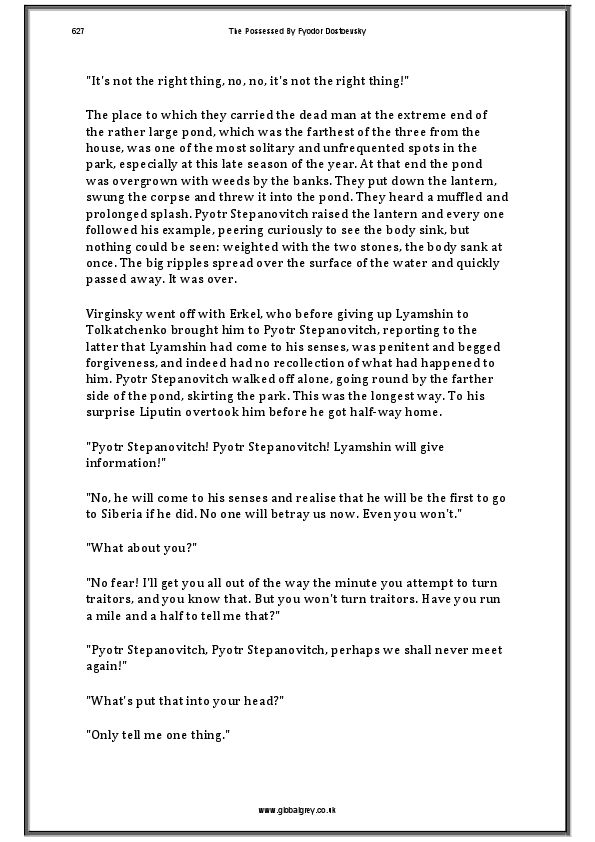 627
The Possessed By Fyodor Dostoevsky
"It's not the right thing, no, no, it's not the right thing!"
The place to which they carried the dead man at the extreme end of
the rather large pond, which was the farthest of the three from the
house, was one of the most solitary and unfrequented spots in the
park, especially at this late season of the year. At that end the pond
was overgrown with weeds by the banks. They put down the lantern,
swung the corpse and threw it into the pond. They heard a muffled and
prolonged splash. Pyotr Stepanovitch raised the lantern and every one
followed his example, peering curiously to see the body sink, but
nothing could be seen: weighted with the two stones, the body sank at
once. The big ripples spread over the surface of the water and quickly
passed away. It was over.
Virginsky went off with Erkel, who before giving up Lyamshin to
Tolkatchenko brought him to Pyotr Stepanovitch, reporting to the
latter that Lyamshin had come to his senses, was penitent and begged
forgiveness, and indeed had no recollection of what had happened to
him. Pyotr Stepanovitch walked off alone, going round by the farther
side of the pond, skirting the park. This was the longest way. To his
surprise Liputin overtook him before he got half-way home.
"Pyotr Stepanovitch! Pyotr Stepanovitch! Lyamshin will give
information!"
"No, he will come to his senses and realise that he will be the first to go
to Siberia if he did. No one will betray us now. Even you won't."
"What about you?"
"No fear! I'll get you all out of the way the minute you attempt to turn
traitors, and you know that. But you won't turn traitors. Have you run
a mile and a half to tell me that?"
"Pyotr Stepanovitch, Pyotr Stepanovitch, perhaps we shall never meet
again!"
"What's put that into your head?"
"Only tell me one thing."
www.globalgrey.co.uk